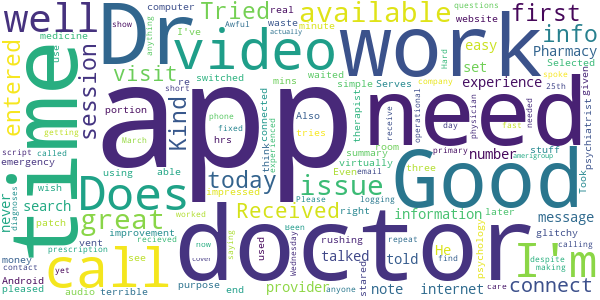 well Dr. video work available first info
computer show anything Tried real website waste minute questions Pharmacy
medicine use I've Awful actually Hard Selected
entered session visit switched mins waited easy set simple Serves experience
time app need
portion Kind re short phone fixed tries connected think therapist experienced room operational receive script called getting March Also company spoke fast day needed physician 25th given psychiatrist Took stuff
emergency using hrs able today Even email summary three virtually number primary amerigroup
never Does issue Good message
diagnoses wish search great Received impressed Please logging right information later psychology
patch improvement worked talked told He rushing calling glitchy
prescription vent recieved now Been used saying provider stared note internet repeat find despite making
money contact yet call see purpose cover Wednesday anyone care connect
Android pleased audio terrible end doctor I'm